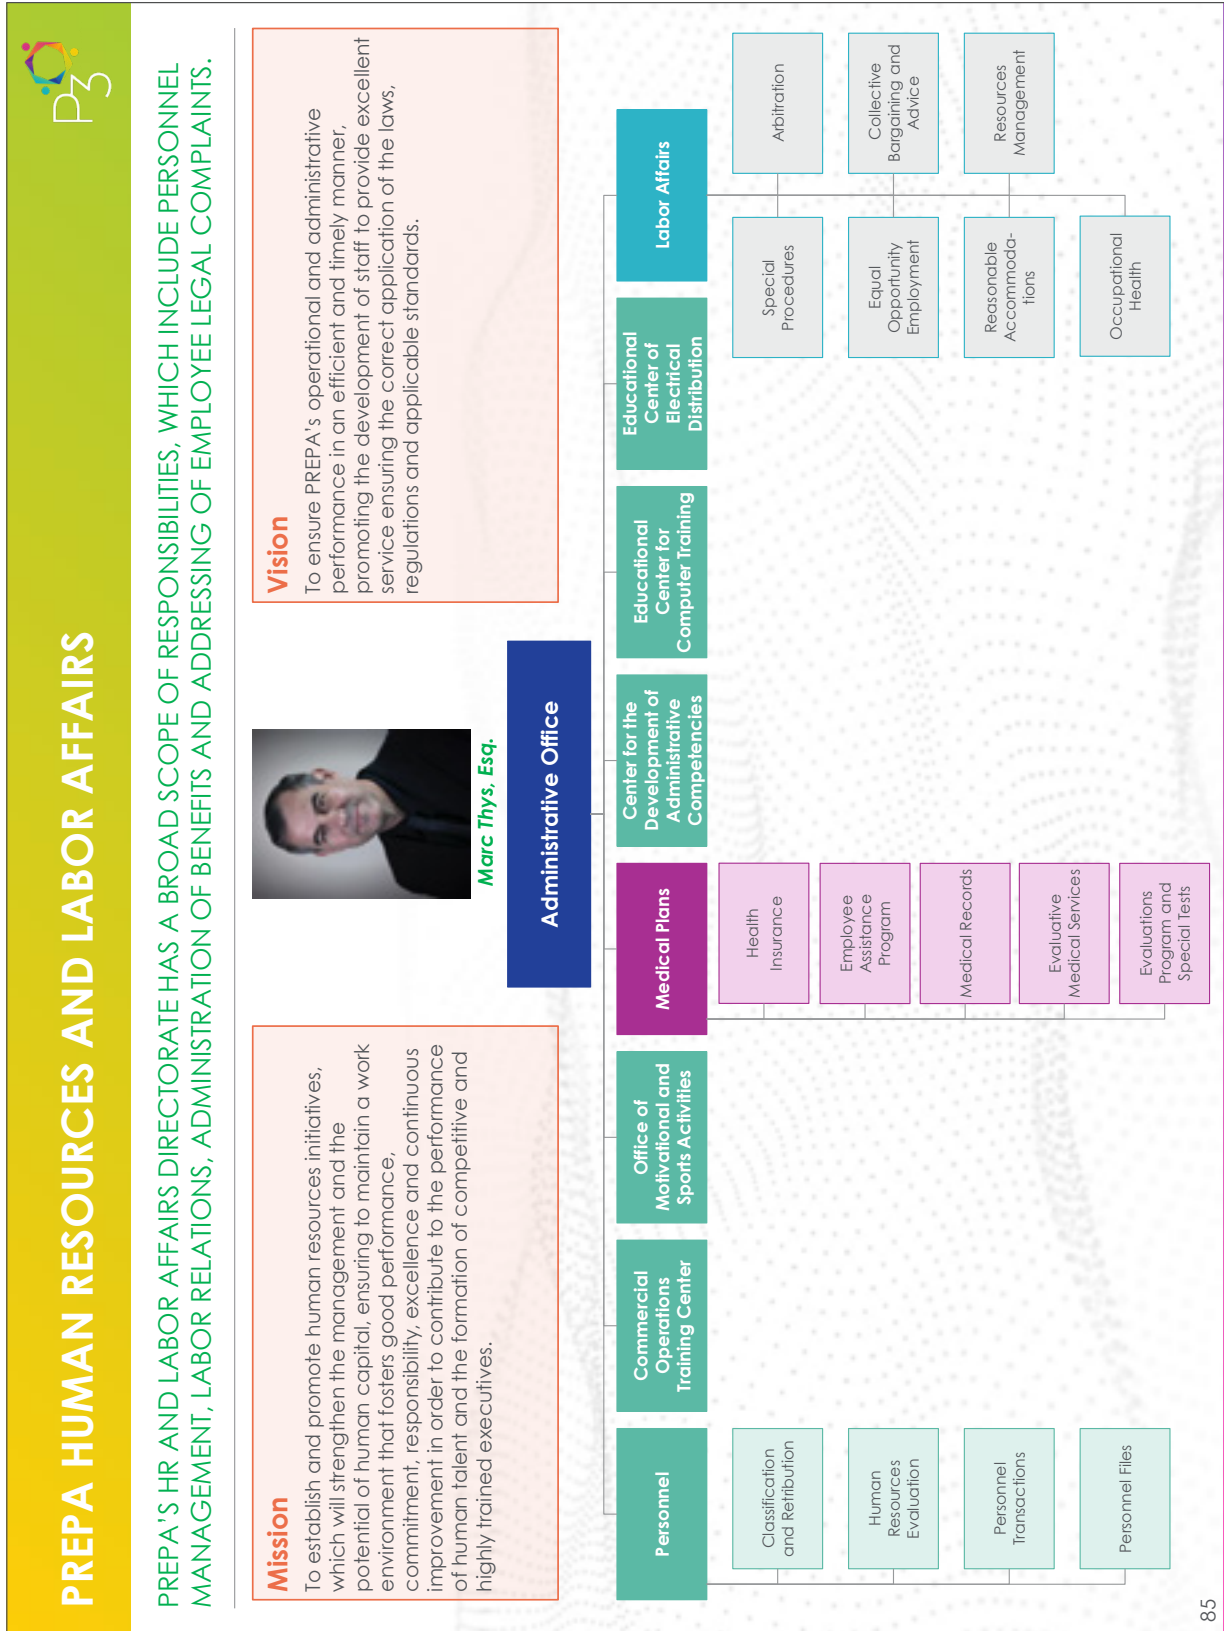 PREPA HUMAN RESOURCES AND LABOR AFFAIRS
P3
PREPA'S HR AND LABOR AFFAIRS DIRECTORATE HAS A BROAD SCOPE OF RESPONSIBILITIES, WHICH INCLUDE PERSONNEL
MANAGEMENT, LABOR RELATIONS, ADMINISTRATION OF BENEFITS AND ADDRESSING OF EMPLOYEE LEGAL COMPLAINTS.
Mission
To establish and promote human resources initiatives,
which will strengthen the management and the
potential of human capital, ensuring to maintain a work
environment that fosters good performance,
commitment, responsibility, excellence and continuous
improvement in order to contribute to the performance
of human talent and the formation of competitive and
highly trained executives.
Marc Thys, Esq.
Vision
To ensure PREPA's operational and administrative
performance in an efficient and timely manner,
promoting the development of staff to provide excellent
service ensuring the correct application of the laws,
regulations and applicable standards.
Administrative Office
Personnel
Commercial
Operations
Training Center
Office of
Motivational and
Sports Activities
Medical Plans
Center for the
Development of
Administrative
Competencies
Educational
Center for
Computer Training
Educational
Center of
Electrical
Distribution
Labor Affairs
Classification
and Retribution
Human
Resources
Evaluation
Personnel
Transactions
Personnel Files
Health
Insurance
Employee
Assistance
Program
Medical Records
Evaluative
Medical Services
Evaluations
Program and
Special Tests
Special
Procedures
Arbitration
Equal
Opportunity
Employment
Collective
Bargaining and
Advice
Reasonable
Accommoda-
tions
Resources
Management
Occupational
Health
85